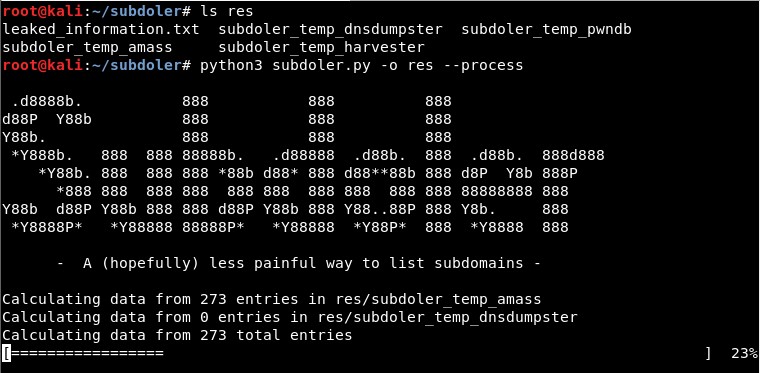 root@kali:~/subdoler# ls res
leaked_information.txt  subdoler_temp_dnsdumpster  subdoler_temp_pwndb
subdoler_temp_amass     subdoler_temp_harvester
root@kali:~/subdoler# python3 subdoler.py -o res --process
 .d8888b.           888           888          888
d88P  Y88b          888           888          888
Y88b.               888           888          888
 *Y888b.   888  888 88888b.   .d88888  .d88b.  888  .d88b.  888d888
    *Y88b. 888  888 888 *88b d88* 888 d88**88b 888 d8P  Y8b 888P
      *888 888  888 888  888 888  888 888  888 888 88888888 888
Y88b  d88P Y88b 888 888 d88P Y88b 888 Y88..88P 888 Y8b.     888
 *Y8888P*   *Y88888 88888P*   *Y88888  *Y88P*  888  *Y8888  888
      -  A (hopefully) less painful way to list subdomains -
Calculating data from 273 entries in res/subdoler_temp_amass
Calculating data from 0 entries in res/subdoler_temp_dnsdumpster
Calculating data from 273 total entries
[=================                                                            ]  23%